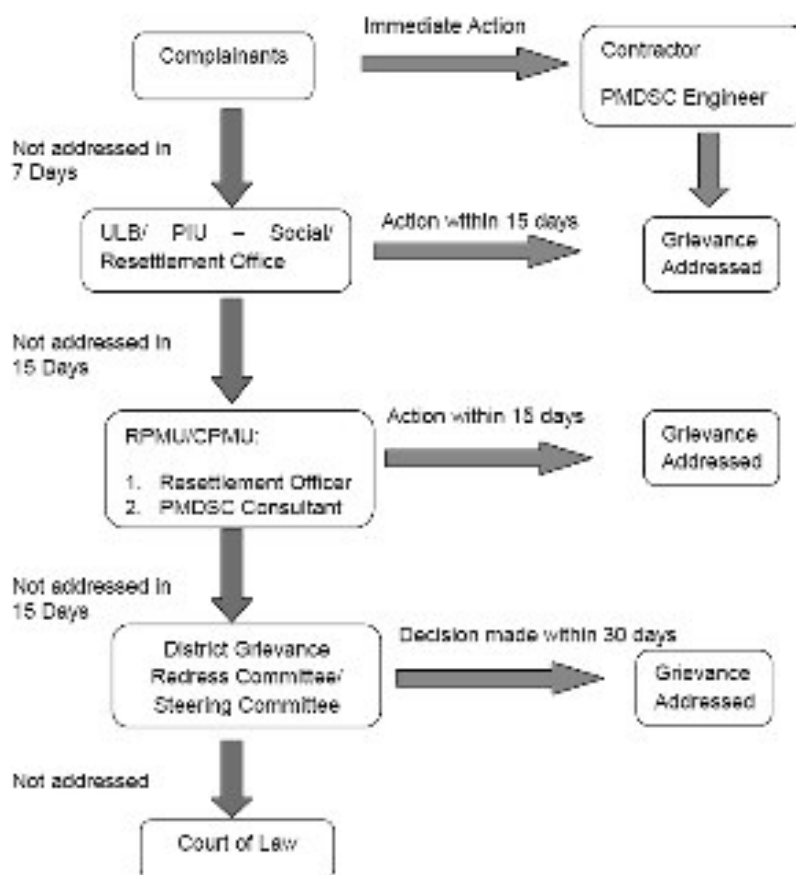 Immediate Action
Complainants
Contractor
PMDSC Engineer
Not addressed in
7 Days
ULB/ PIU – Social/
Resettlement Office
Action within 15 days
Grievance
Addressed
Not addressed in
15 Days
RPMU/CPMU:
1. Resettlement Officer
2. PMDSC Consultant
Action within 15 days
Grievance
Addressed
Not addressed in
15 Days
District Grievance
Redress Committee/
Steering Committee
Decision made within 30 days
Grievance
Addressed
Not addressed
Court of Law